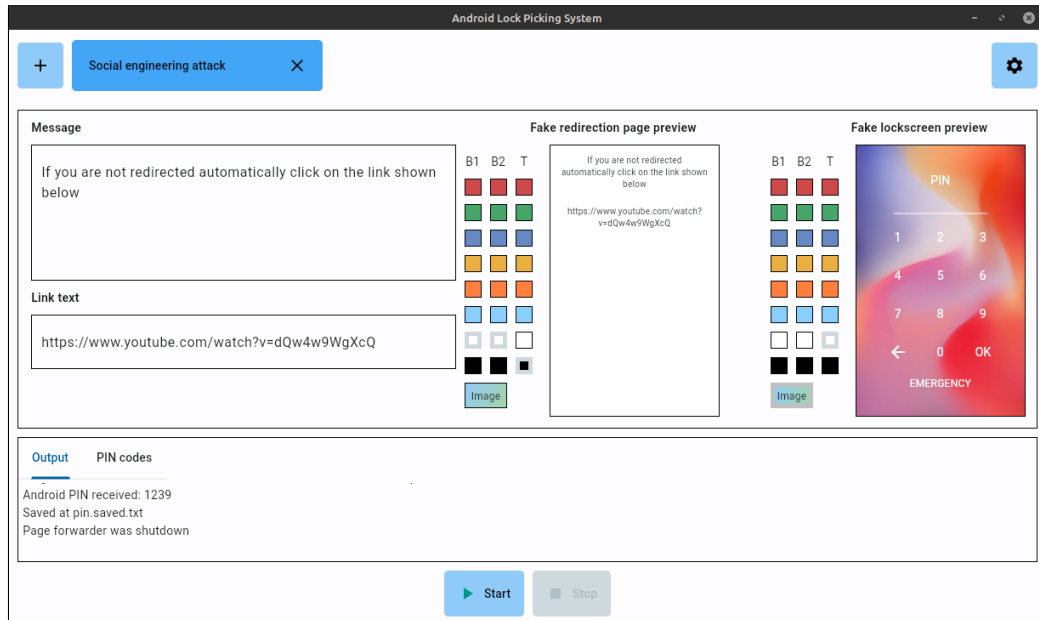 Android Lock Picking System
+
Social engineering attack
Message
Fake redirection page preview
Fake lockscreen preview
If you are not redirected automatically click on the link shown
below
Link text
https://www.youtube.com/watch?v=dQw4w9WgXcQ
B1 B2 T
Image
If you are not redirected
automatically click on the link shown
below
https://www.youtube.com/watch?
v=dQw4w9WgXcQ
B1 B2 T
Image
PIN
1 2 3
4 5 6
7 8 9
0 OK
EMERGENCY
Output PIN codes
Android PIN received: 1239
Saved at pin.saved.txt
Page forwarder was shutdown
Start
Stop